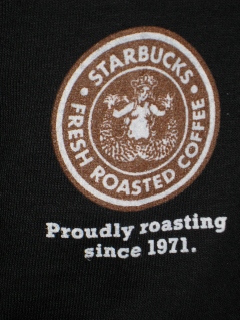 • STARBUCKS •
FRESH ROASTED COFFEE
Proudly roasting
since 1971.